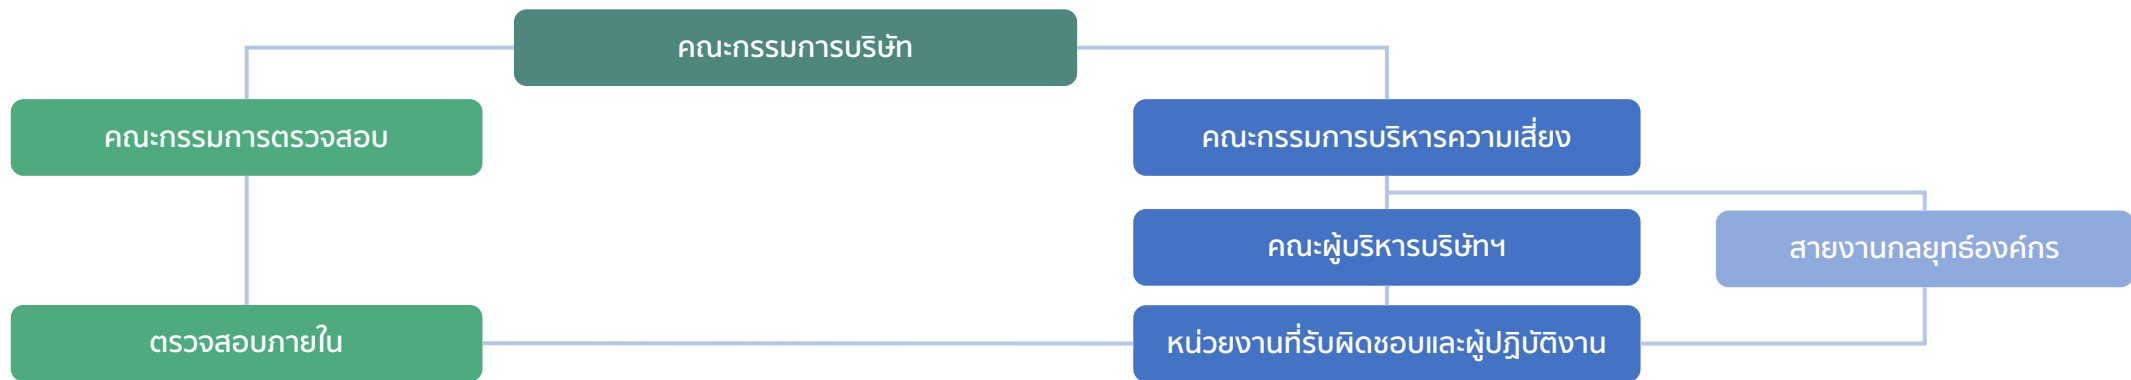 คณะกรรมการบริษัท
คณะกรรมการตรวจสอบ
คณะกรรมการบริหารความเสี่ยง
คณะผู้บริหารบริษัทฯ
สายงานกลยุทธ์องค์กร
ตรวจสอบภายใน
หน่วยงานที่รับผิดชอบและผู้ปฏิบัติงาน